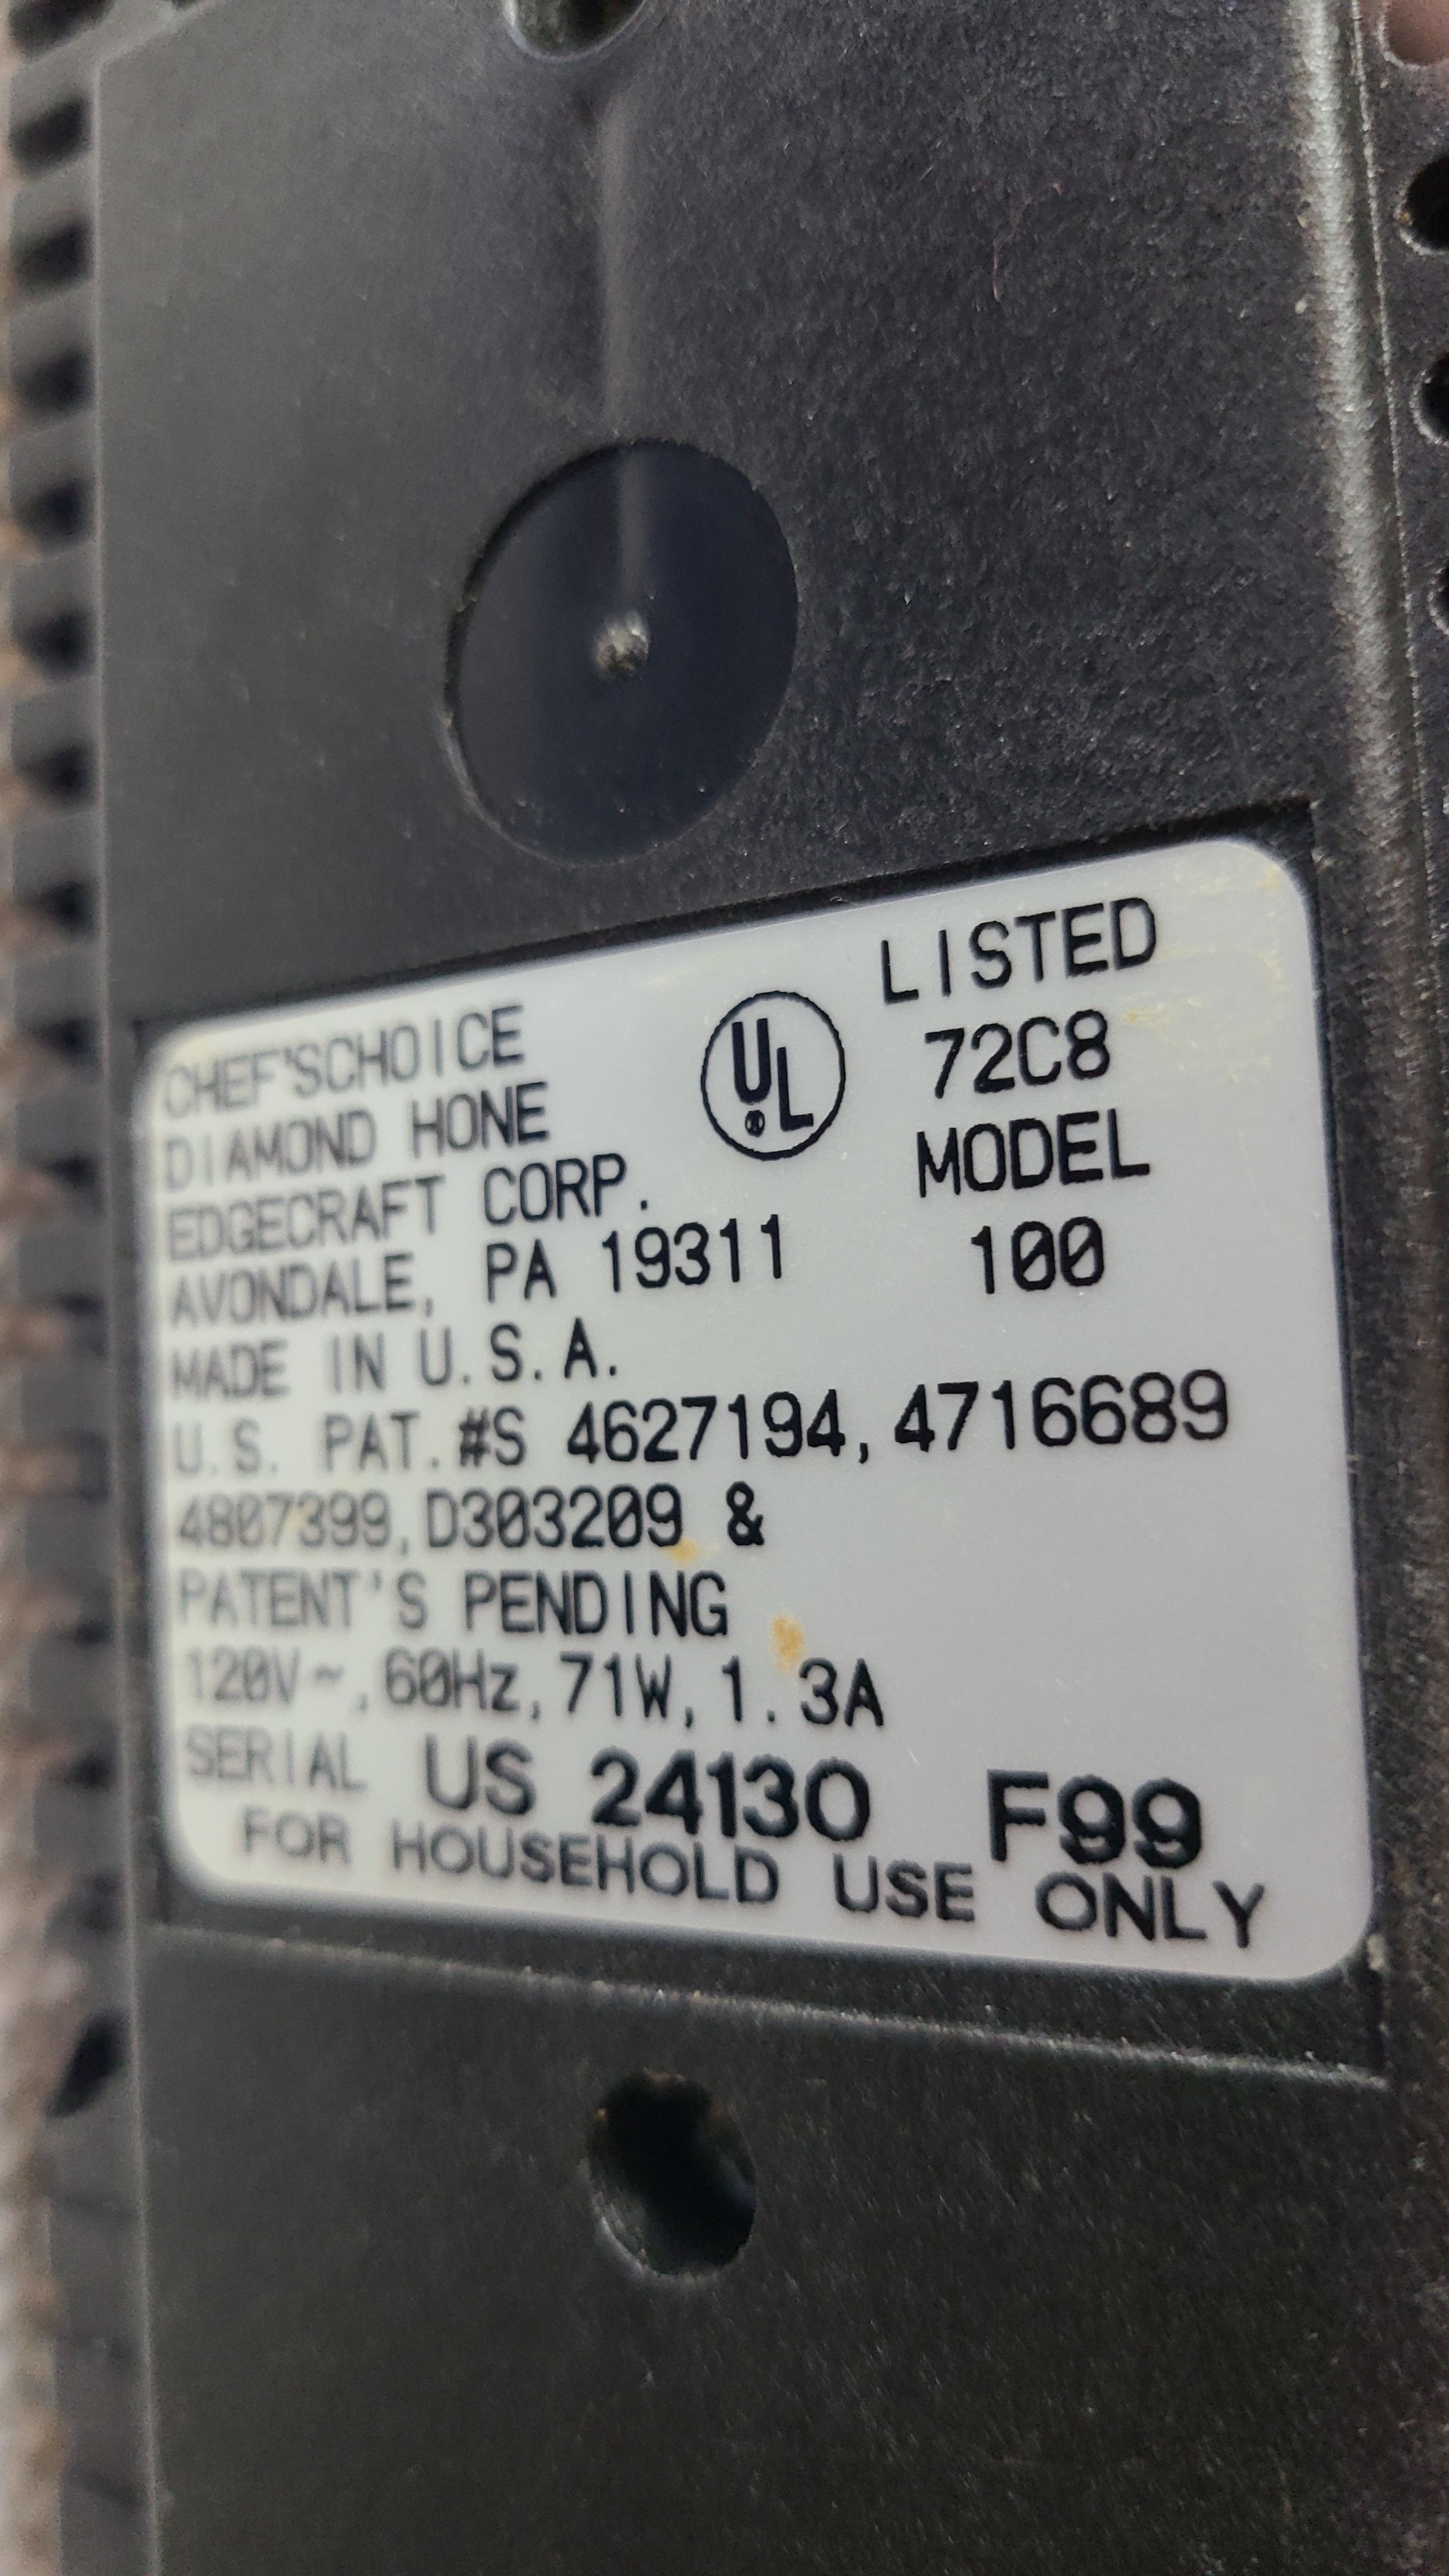 CHEF'SCHOICE
DIAMOND HONE
EDGECRAFT CORP.
AVONDALE, PA 19311
MADE IN U.S.A.
UL
®
LISTED
72C8
MODEL
100
U.S. PAT.#S 4627194,4716689
4807399,D303209 &
PATENT'S PENDING
120V~,60Hz,71W,1.3A
SERIAL US 24130 F99
FOR HOUSEHOLD USE ONLY